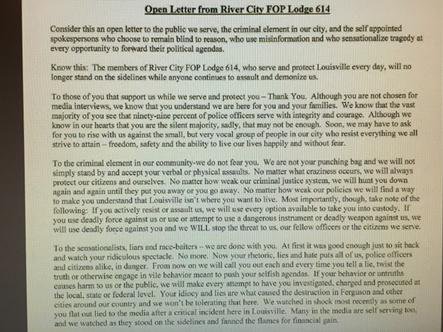 Open Letter from River City FOP Lodge 614
Consider this an open letter to the public we serve, the criminal element in our city, and the self appointed
spokespersons who choose to remain blind to reason, who use misinformation and who sensationalize tragedy at
every opportunity to forward their political agendas.
Know this: The members of River City FOP Lodge 614, who serve and protect Louisville every day, will no
longer stand on the sidelines while anyone continues to assault and demonize us.
To those of you that support us while we serve and protect you – Thank You. Although you are not chosen for
media interviews, we know that you understand we are here for you and your families. We know that the vast
majority of you see that ninety-nine percent of police officers serve with integrity and courage. Although we
know in our hearts that you are the silent majority, sadly, that may not be enough. Soon, we may have to ask
for you to rise with us against the small, but very vocal group of people in our city who resist everything we all
strive to attain – freedom, safety and the ability to live our lives happily and without fear.
To the criminal element in our community-we do not fear you. We are not your punching bag and we will not
simply stand by and accept your verbal or physical assaults. No matter what craziness occurs, we will always
protect our citizens and ourselves. No matter how weak our criminal justice system, we will hunt you down
again and again until they put you away or you go away. No matter how weak our policies we will find a way
to make you understand that Louisville isn't where you want to live. Most importantly, though, take note of the
following: If you actively resist or assault us, we will use every option available to take you into custody. If
you use deadly force against us or use or attempt to use a dangerous instrument or deadly weapon against us, we
will use deadly force against you and we WILL stop the threat to us, our fellow officers or the citizens we serve.
To the sensationalists, liars and race-baiters – we are done with you. At first it was good enough just to sit back
and watch your ridiculous spectacle. No more. Now your rhetoric, lies and hate puts all of us, police officers
and citizens alike, in danger. From now on we will call you out each and every time you tell a lie, twist the
truth or otherwise engage in vile behavior meant to push your selfish agendas. If your behavior or untruths
causes harm to us or the public, we will make every attempt to have you investigated, charged and prosecuted at
the local, state or federal level. Your idiocy and lies are what caused the destruction in Ferguson and other
cities around our country and we won't be tolerating that here. We watched in shock most recently as some of
you flat out lied to the media after a critical incident here in Louisville. Many in the media are self serving too,
and we watched as they stood on the sidelines and fanned the flames for financial gain.